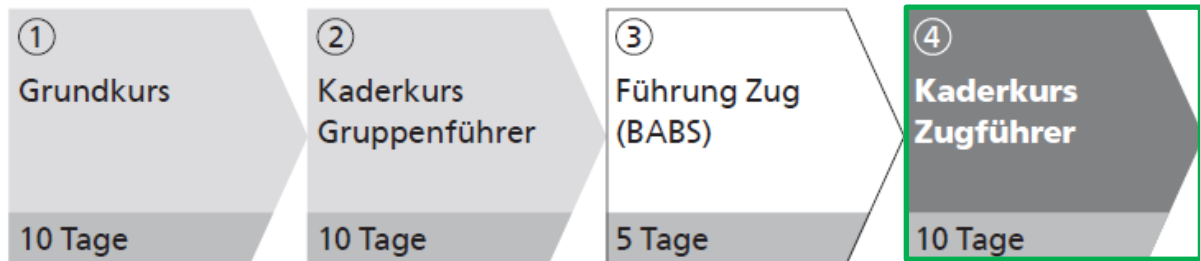 ①
Grundkurs
10 Tage
②
Kaderkurs
Gruppenführer
10 Tage
③
Führung Zug
(BABS)
5 Tage
④
Kaderkurs
Zugführer
10 Tage